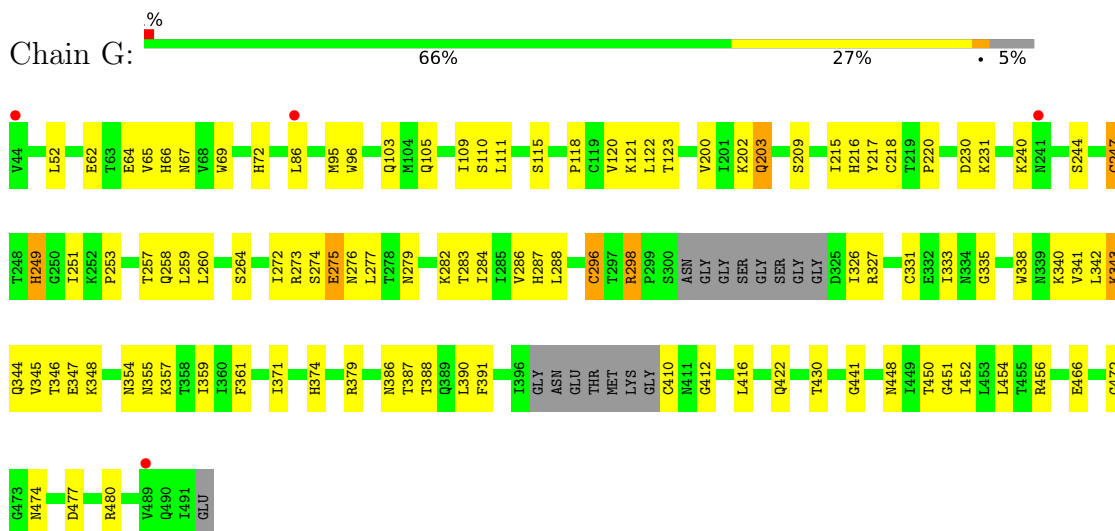 %
Chain G:
66% 27% • 5%
V44 L52 E62 T63 E64 V65 H66 N67 V68 W69 H72 L86 M95 W96 Q103 M104 Q105 I109 S110 L111 S115 P118 C119 V120 K121 L122 T123 V200 I201 K202 Q203 S209 I215 H216 Y217 C218 T219 P220 D230 K231 K240 N241 S244 C247
T248 H249 G250 I251 K252 P253 T257 Q258 L259 L260 S264 I272 R273 S274 E275 N276 L277 T278 N279 K282 T283 I284 I285 V286 H287 L288 C296 T297 R298 P299 S300 ASN GLY GLY SER GLY SER GLY GLY D325 I326 R327 C331 E332 I333 N334 G335 W338 N339 K340 V341 L342 K343
Q344 V345 T346 E347 K348 N354 N355 K357 T358 I359 I360 F361 I371 H374 R379 N386 T387 T388 Q389 L390 F391 I396 GLY ASN GLU THR MET LYS GLY C410 N411 G412 L416 Q422 T430 G441 N448 I449 T450 G451 I452 L453 L454 T455 R456 E466
G473 N474 D477 R480 V489 Q490 I491 GLU